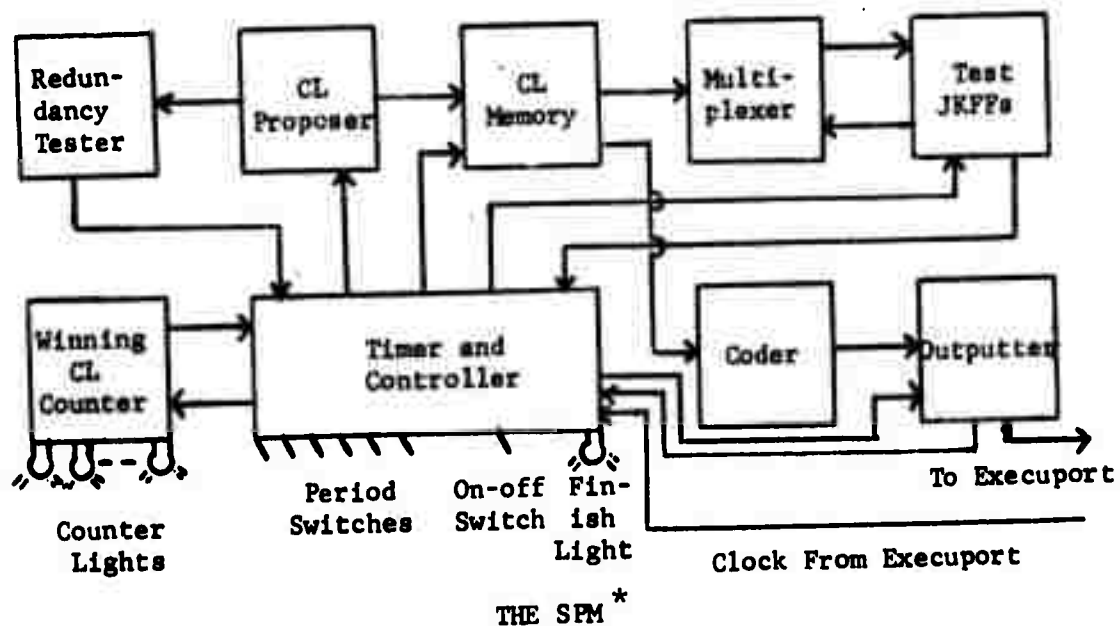 Redun-
dancy
Tester
CL
Proposer
CL
Memory
Multi-
plexer
Test
JKFFs
Winning
CL
Counter
Timer and
Controller
Coder
Outputter
To Execuport
Period
Switches
On-off
Switch
Fin-
ish
Light
Counter
Lights
Clock From Execuport
THE SPM*